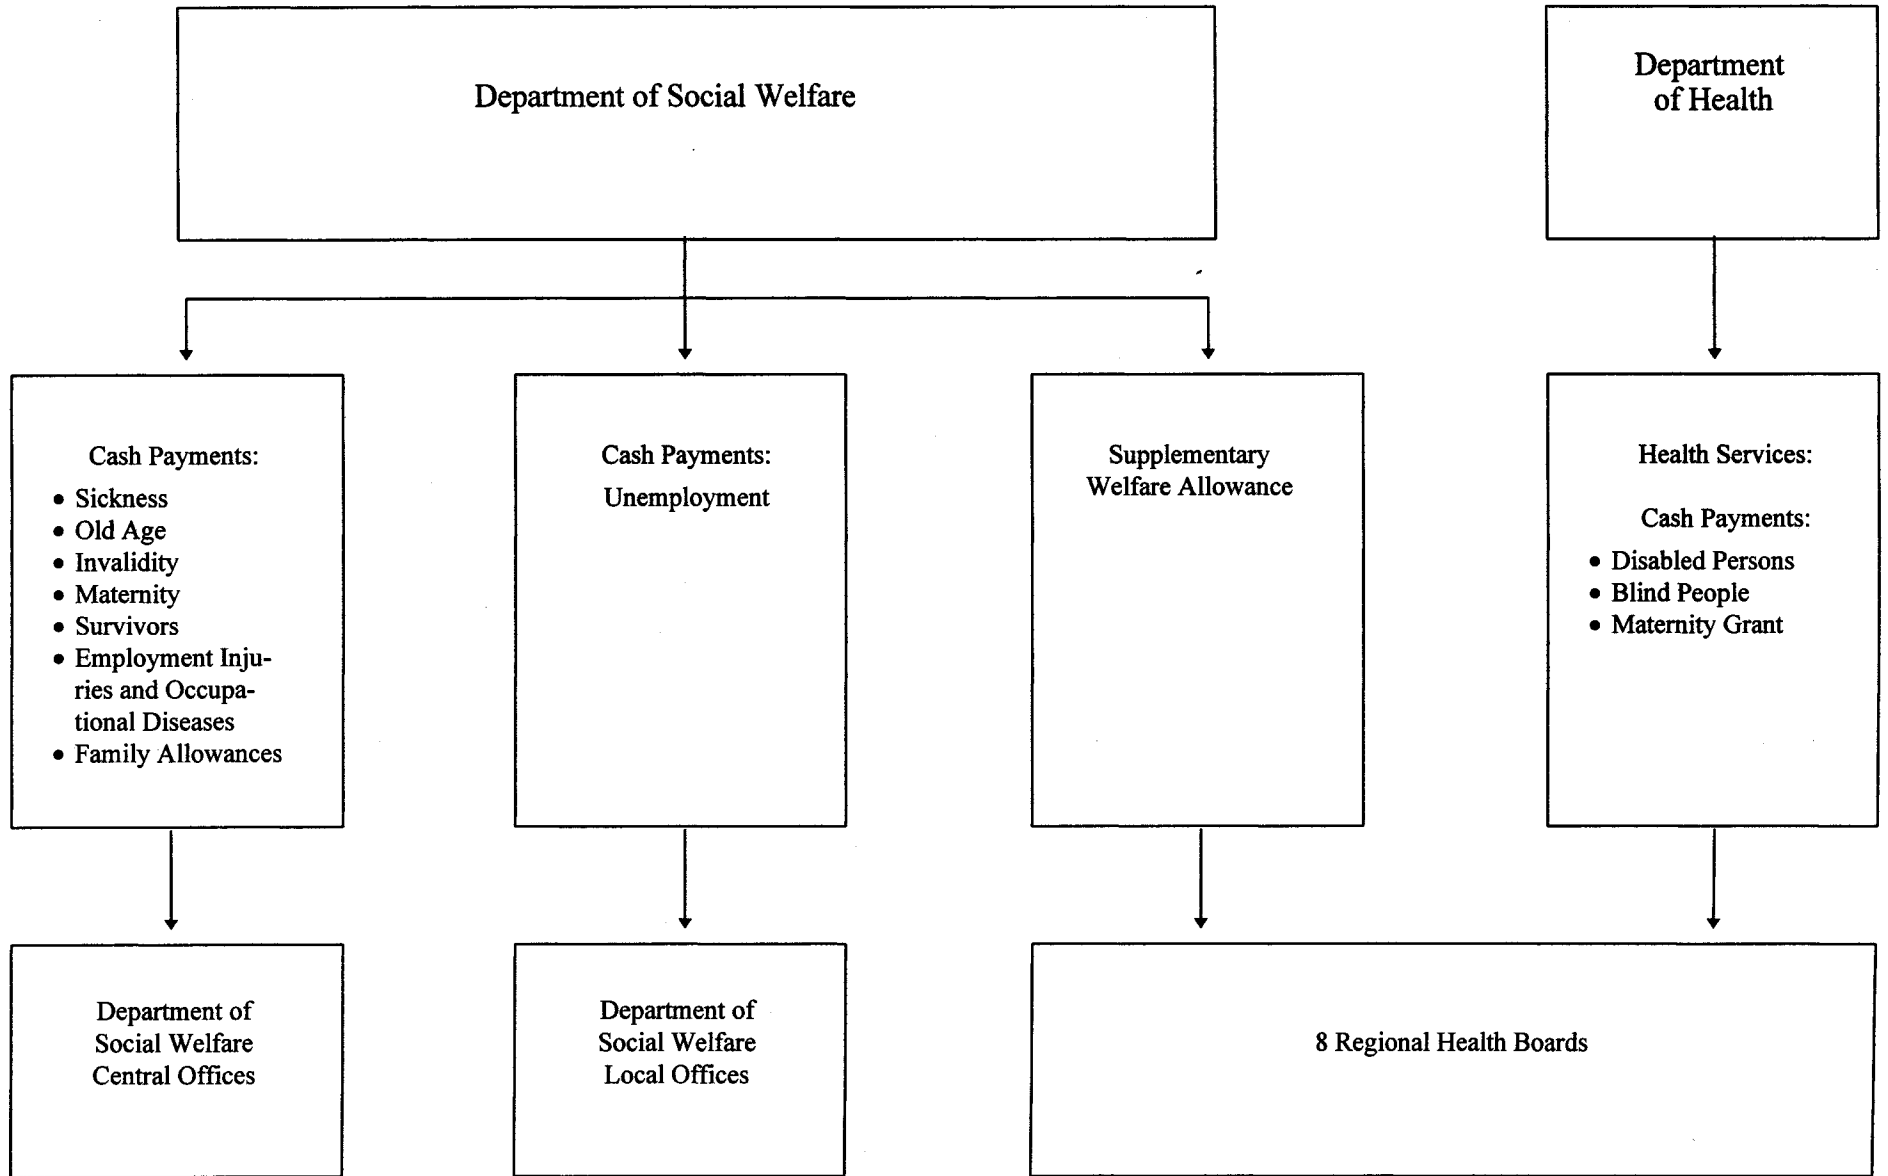 Department of Social Welfare
Department
of Health
Cash Payments:
• Sickness
• Old Age
• Invalidity
• Maternity
• Survivors
• Employment Inju-
ries and Occupa-
tional Diseases
• Family Allowances
Cash Payments:
Unemployment
Supplementary
Welfare Allowance
Health Services:
Cash Payments:
• Disabled Persons
• Blind People
• Maternity Grant
Department of
Social Welfare
Central Offices
Department of
Social Welfare
Local Offices
8 Regional Health Boards